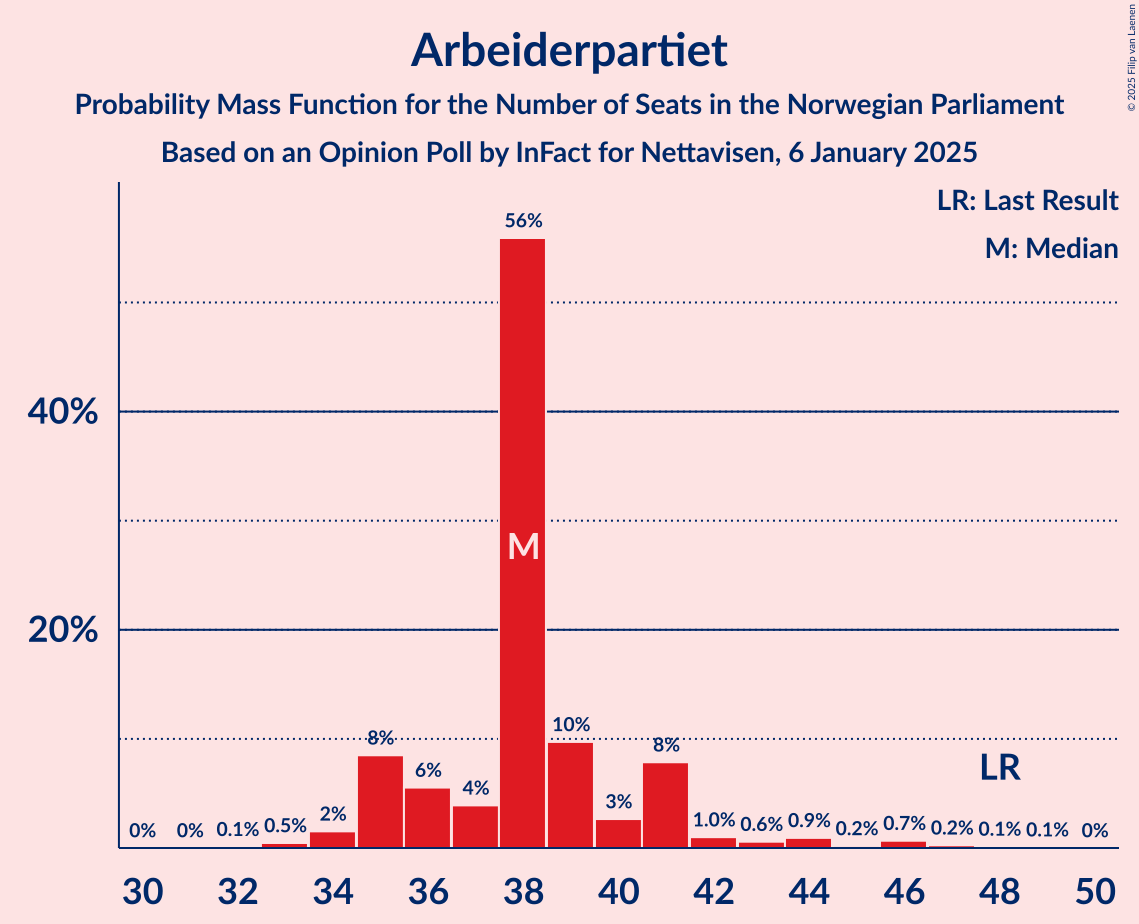 Arbeiderpartiet
Probability Mass Function for the Number of Seats in the Norwegian Parliament
Based on an Opinion Poll by InFact for Nettavisen, 6 January 2025
© 2025 Filip van Laenen
LR: Last Result
M: Median
56%
40%
M
20%
10%
8%
8%
6%
4%
3%
2%
LR
0%
0%
0.1%
0.5%
1.0%
0.6%
0.9%
0.2%
0.7%
0.2%
0.1%
0.1%
0%
30 32 34 36 38 40 42 44 46 48 50